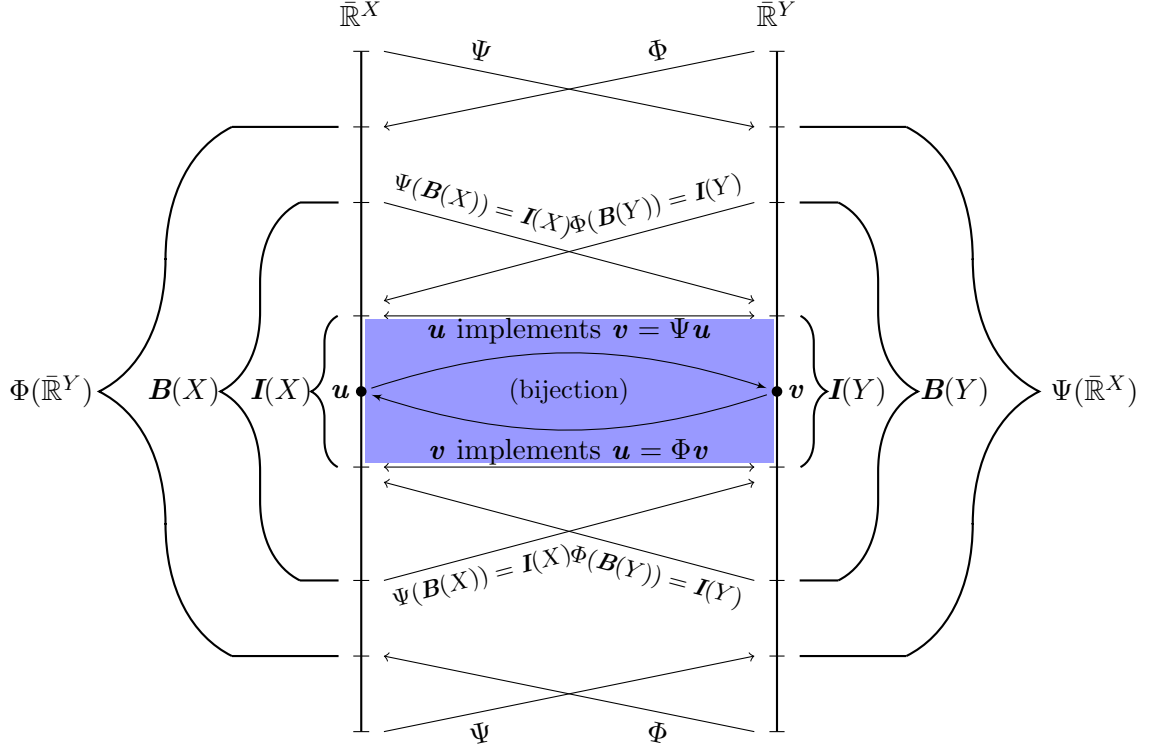 ℝ̄^X ℝ̄^Y
Ψ Φ
Ψ(B(X)) = I(X) Φ(B(Y)) = I(Y)
u implements v = Ψu
Φ(ℝ̄^Y) B(X) I(X) u (bijection) v I(Y) B(Y) Ψ(ℝ̄^X)
v implements u = Φv
Ψ(B(X)) = I(X) Φ(B(Y)) = I(Y)
Ψ Φ